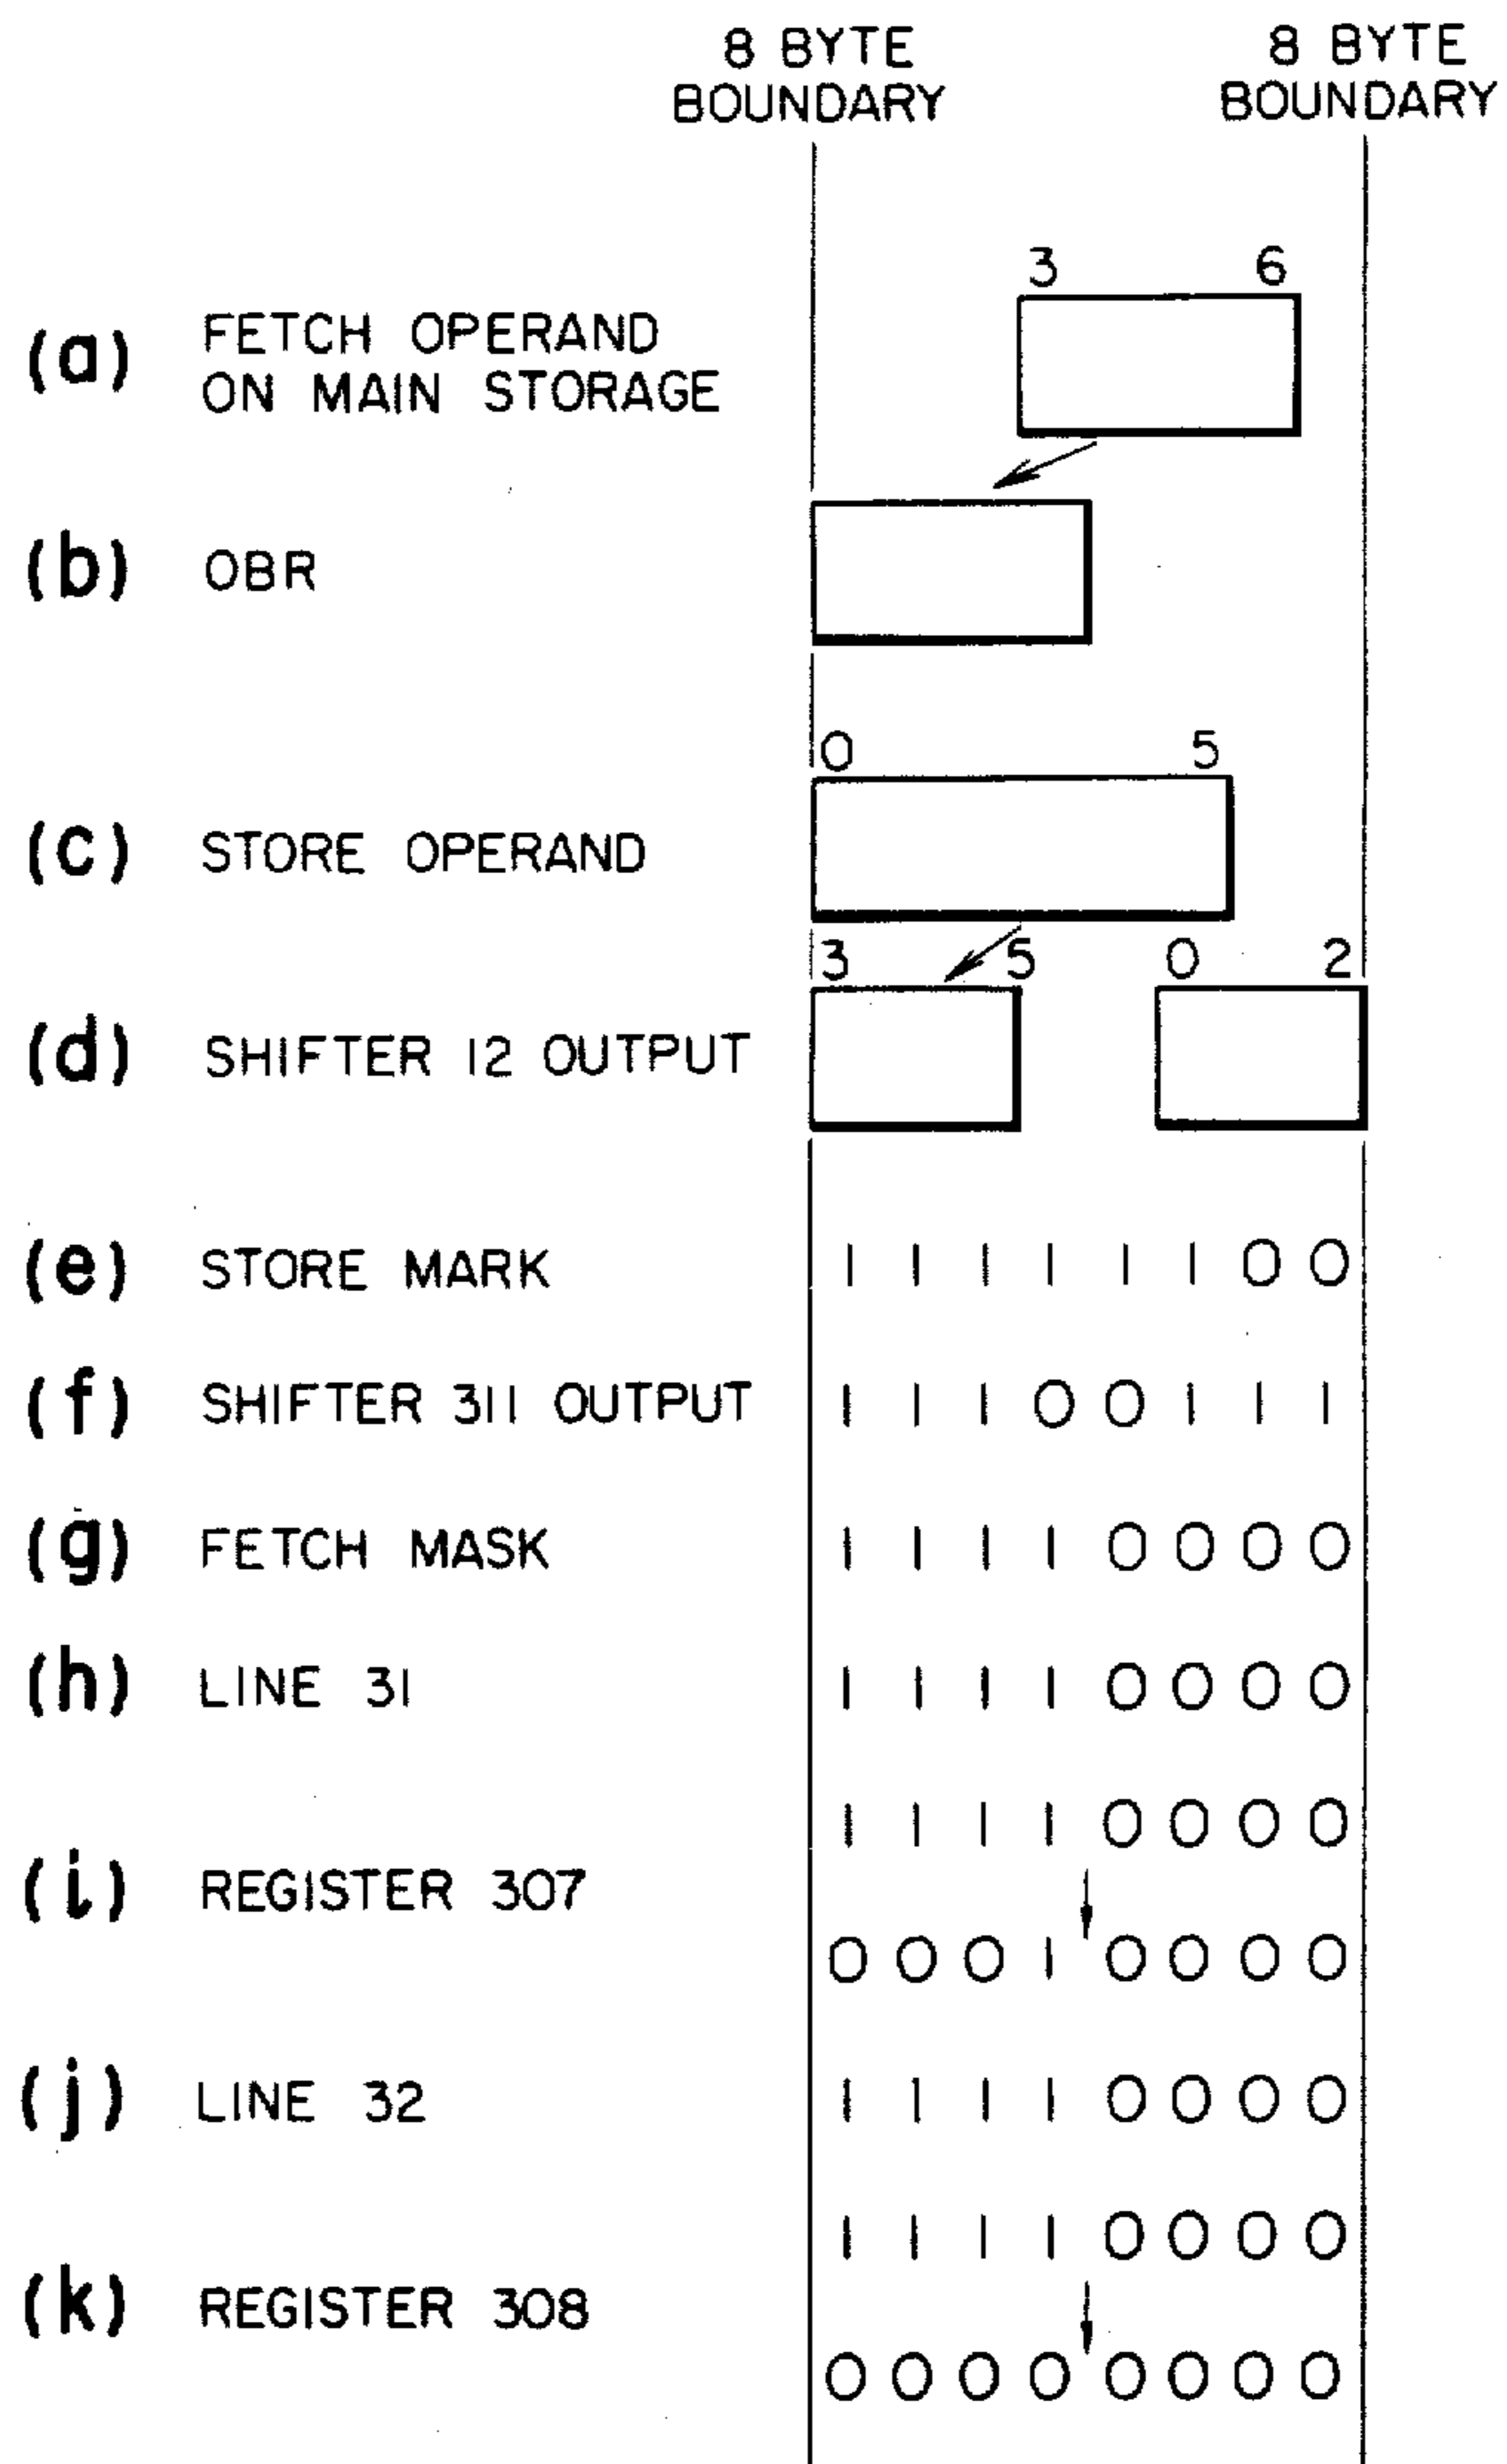 8 BYTE BOUNDARY
8 BYTE BOUNDARY
3 6
(a) FETCH OPERAND ON MAIN STORAGE
(b) OBR
0 5
(c) STORE OPERAND
3 5 0 2
(d) SHIFTER 12 OUTPUT
(e) STORE MARK 1 1 1 1 1 1 0 0
(f) SHIFTER 311 OUTPUT 1 1 1 0 0 1 1 1
(g) FETCH MASK 1 1 1 1 0 0 0 0
(h) LINE 31 1 1 1 1 0 0 0 0
1 1 1 1 0 0 0 0
(i) REGISTER 307
0 0 0 1 0 0 0 0
(j) LINE 32 1 1 1 1 0 0 0 0
1 1 1 1 0 0 0 0
(k) REGISTER 308
0 0 0 0 0 0 0 0